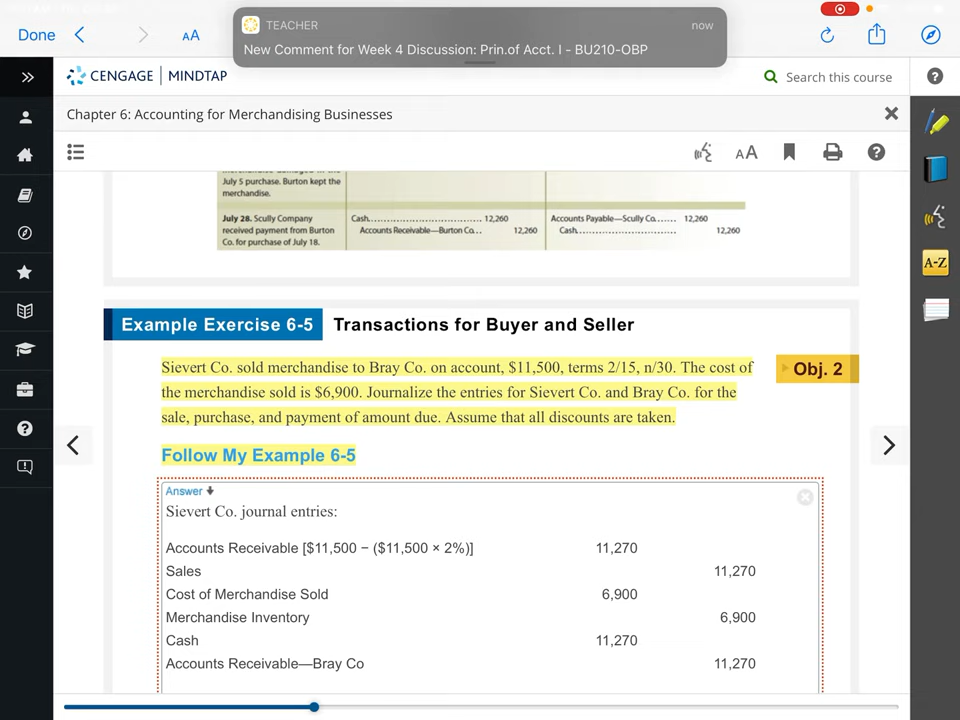 TEACHER
now
New Comment for Week 4 Discussion: Prin.of Acct. I - BU210-OBP
Done
AA
CENGAGE | MINDTAP
Search this course
Chapter 6: Accounting for Merchandising Businesses
AA
July 5 purchase. Burton kept the
merchandise.
July 28. Scully Company
received payment from Burton
Co. for purchase of July 18.
Cash.................................. 12,260
Accounts Receivable—Burton Co... 12,260
Accounts Payable—Scully Co....... 12,260
Cash............................. 12,260
Example Exercise 6-5 Transactions for Buyer and Seller
Sievert Co. sold merchandise to Bray Co. on account, $11,500, terms 2/15, n/30. The cost of
the merchandise sold is $6,900. Journalize the entries for Sievert Co. and Bray Co. for the
sale, purchase, and payment of amount due. Assume that all discounts are taken.
Obj. 2
Follow My Example 6-5
Answer
Sievert Co. journal entries:
Accounts Receivable [$11,500 − ($11,500 × 2%)] 11,270
Sales 11,270
Cost of Merchandise Sold 6,900
Merchandise Inventory 6,900
Cash 11,270
Accounts Receivable—Bray Co 11,270
A-Z